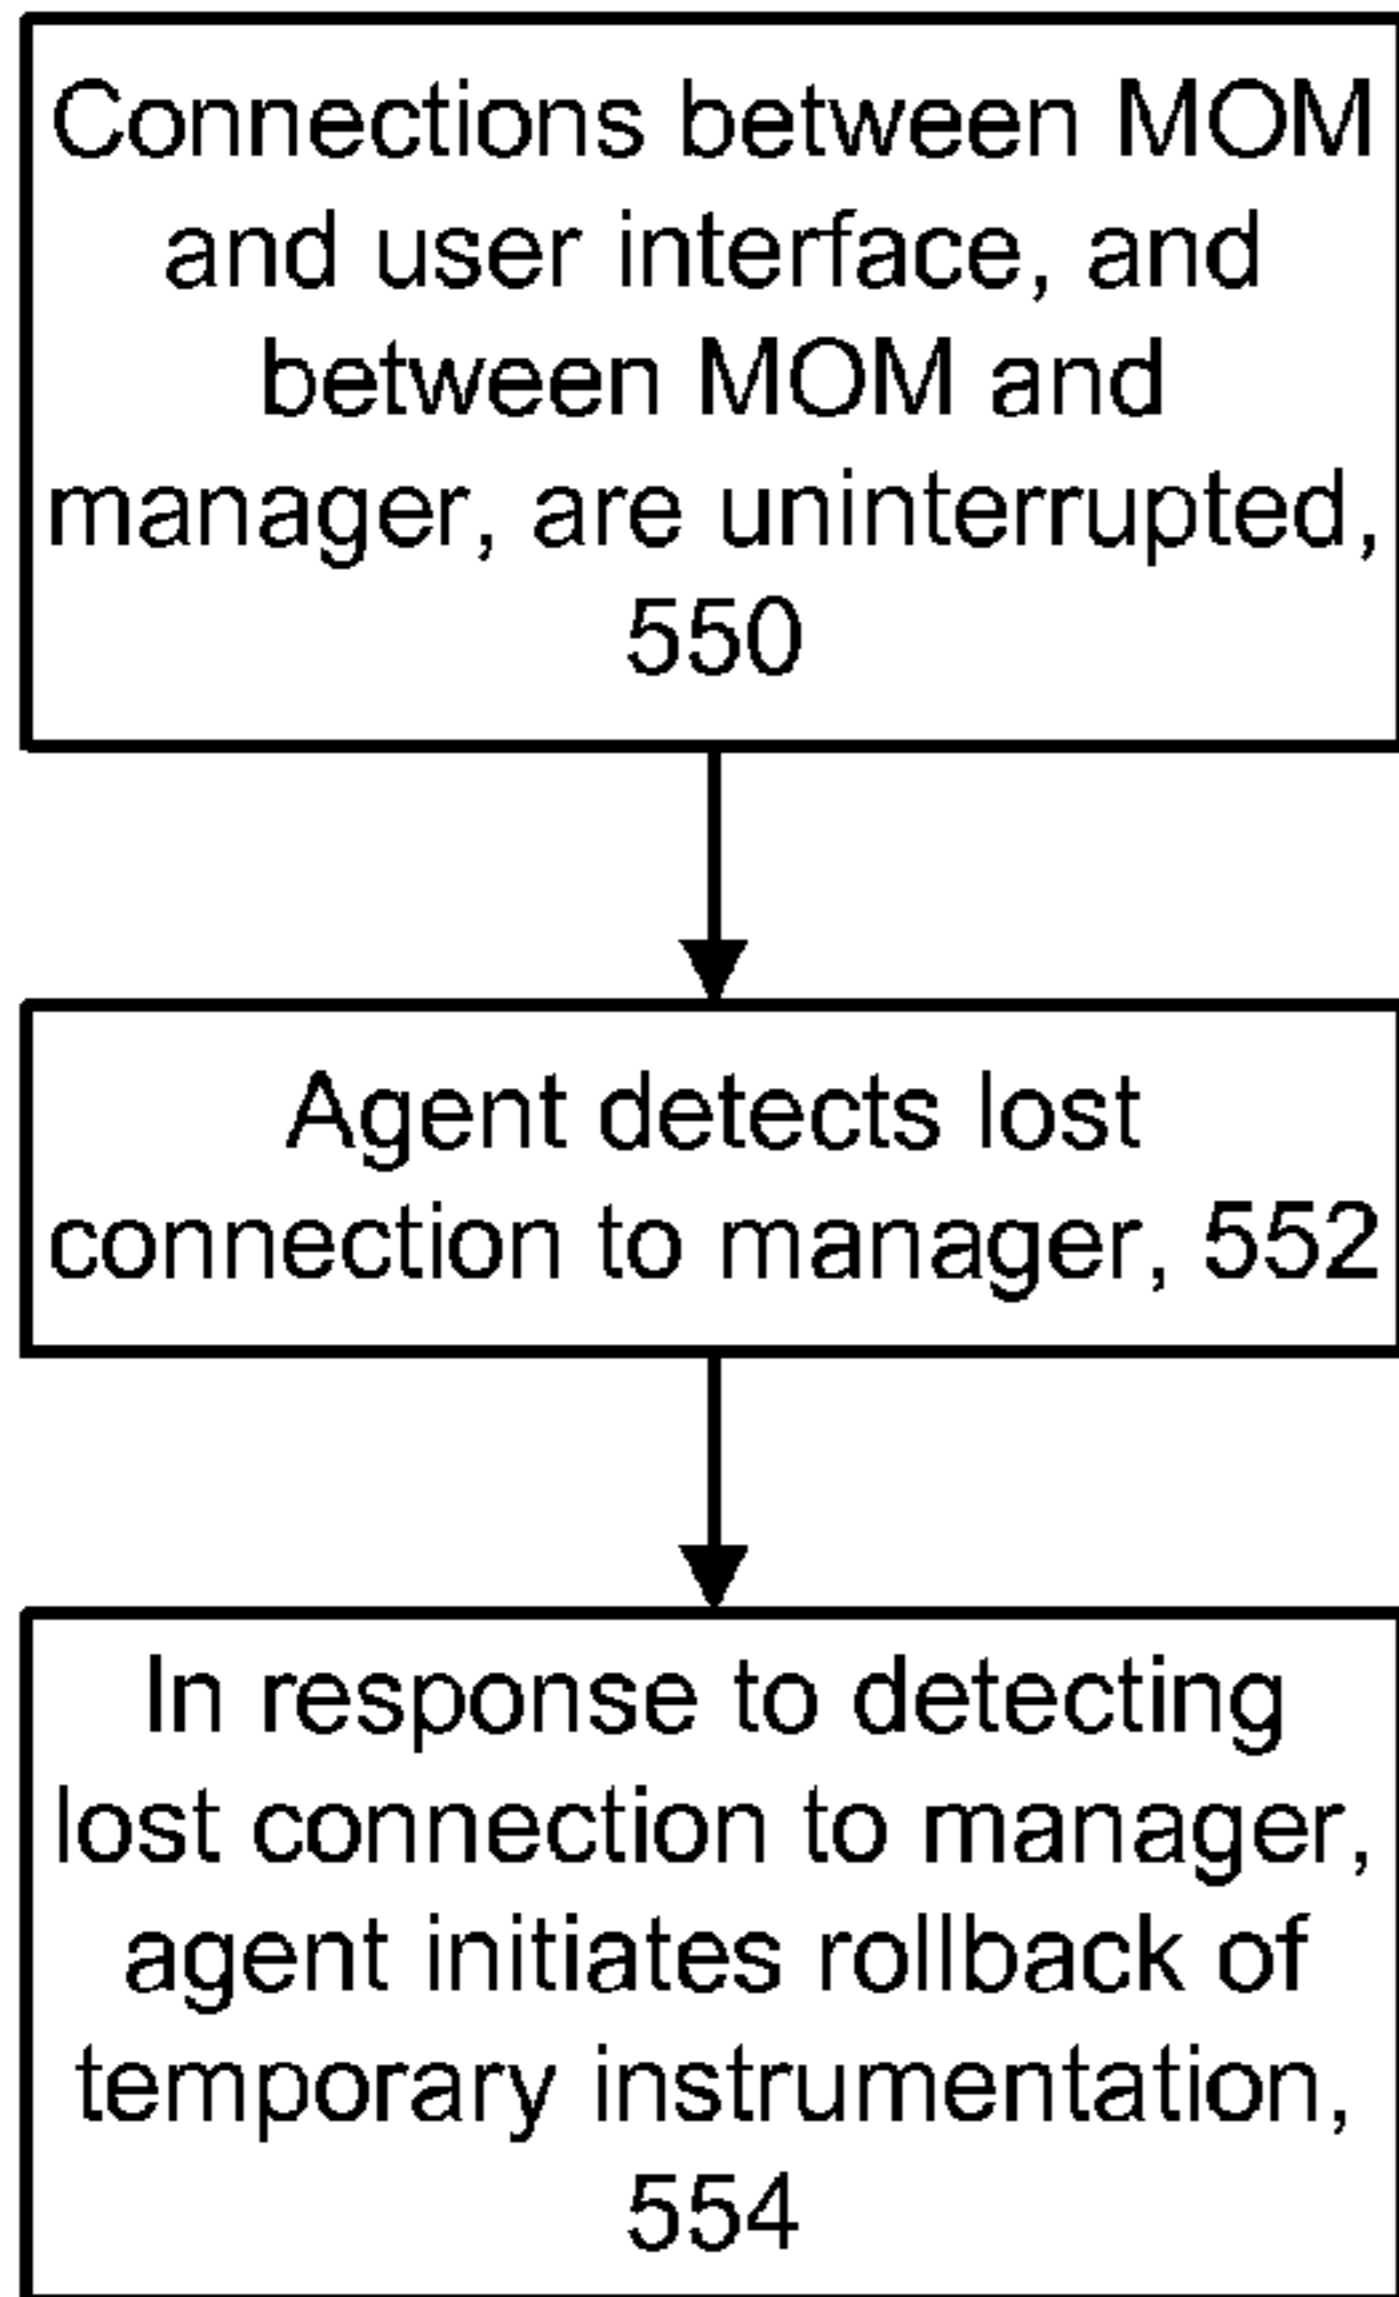 Connections between MOM
and user interface, and
between MOM and
manager, are uninterrupted,
550
Agent detects lost
connection to manager, 552
In response to detecting
lost connection to manager,
agent initiates rollback of
temporary instrumentation,
554